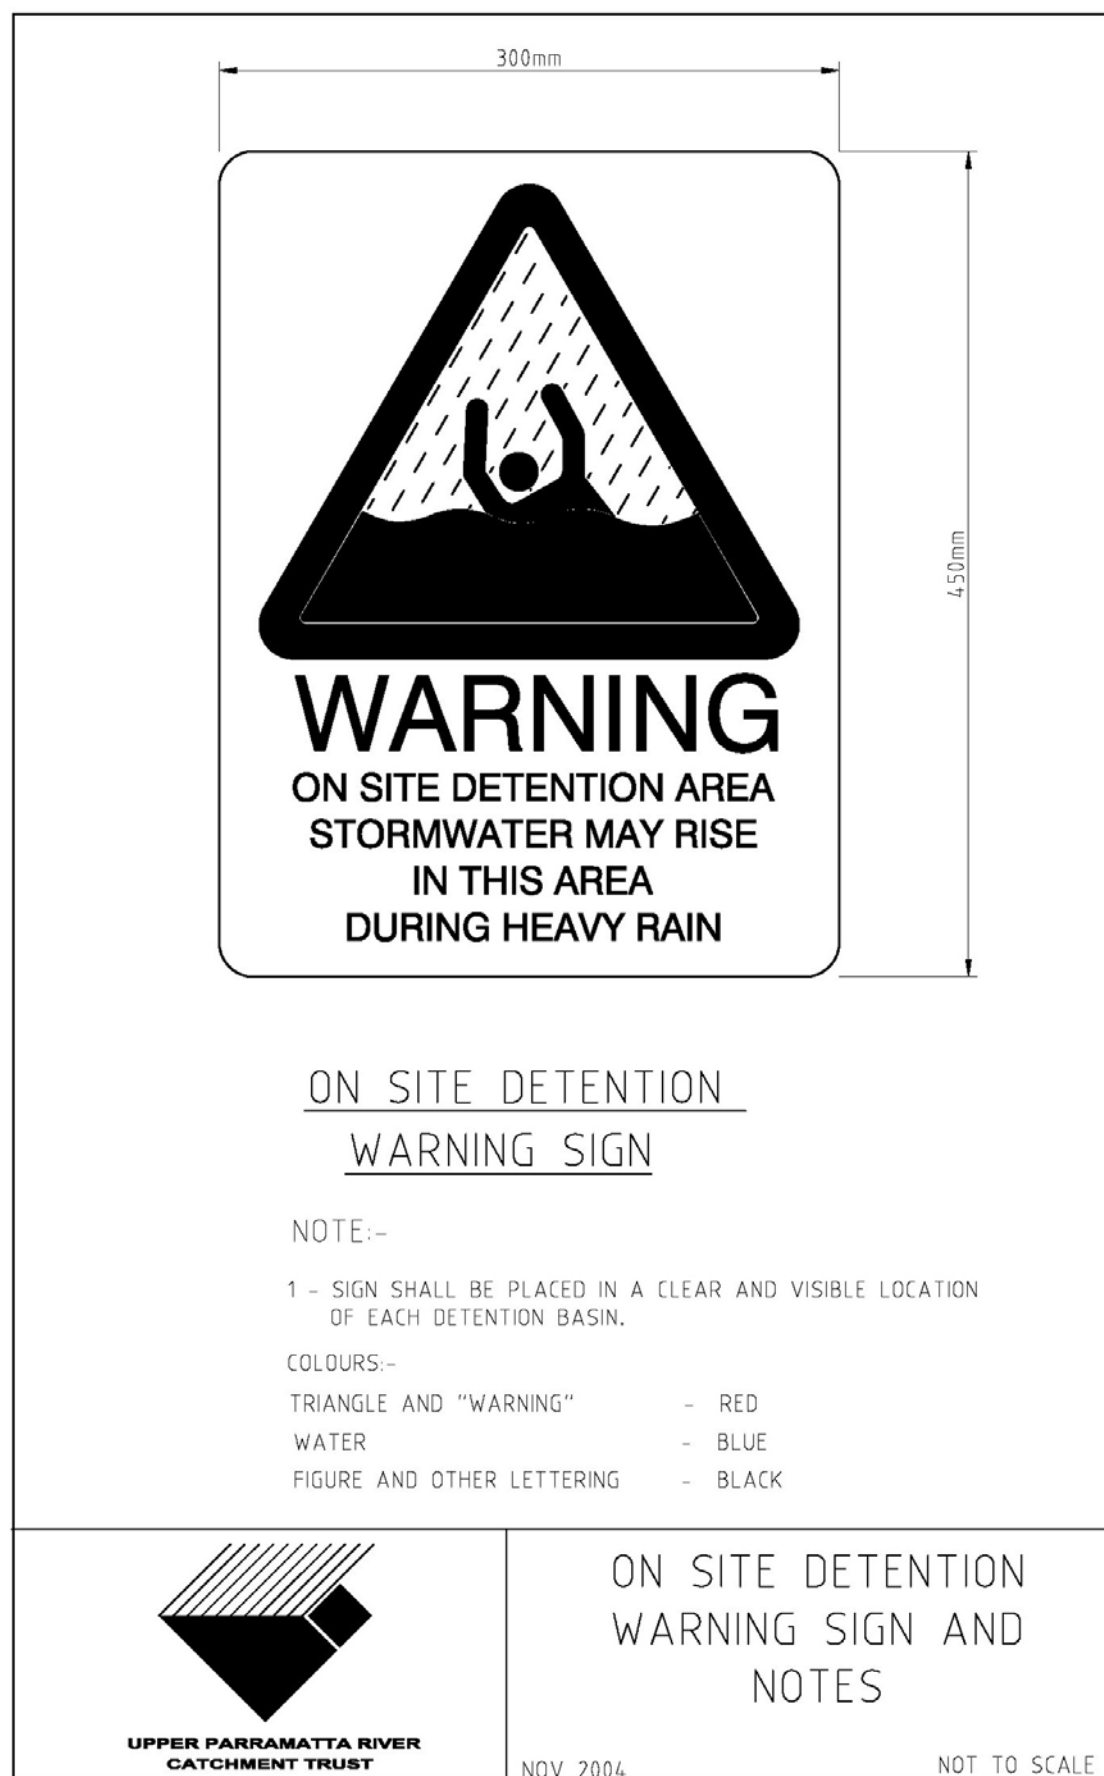 300mm
WARNING
ON SITE DETENTION AREA
STORMWATER MAY RISE
IN THIS AREA
DURING HEAVY RAIN
450mm
ON SITE DETENTION
WARNING SIGN
NOTE:-
1 - SIGN SHALL BE PLACED IN A CLEAR AND VISIBLE LOCATION
OF EACH DETENTION BASIN.
COLOURS:-
TRIANGLE AND "WARNING" - RED
WATER - BLUE
FIGURE AND OTHER LETTERING - BLACK
UPPER PARRAMATTA RIVER
CATCHMENT TRUST
ON SITE DETENTION
WARNING SIGN AND
NOTES
NOV 2004
NOT TO SCALE